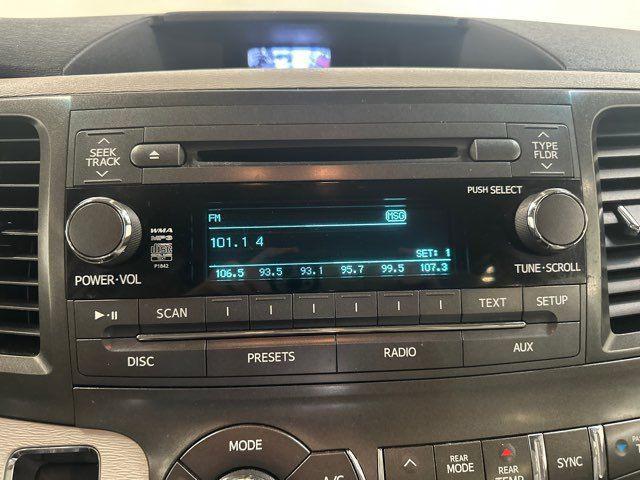 SEEK
TRACK
TYPE
FLDR
PUSH SELECT
FM
MSG
WMA
MP3
101.1 4
SET: 1
106.5 93.5 93.1 95.7 99.5 107.3
P1842
POWER·VOL
TUNE·SCROLL
SCAN
TEXT
SETUP
DISC
PRESETS
RADIO
AUX
MODE
A/C
REAR
MODE
REAR
TEMP
SYNC